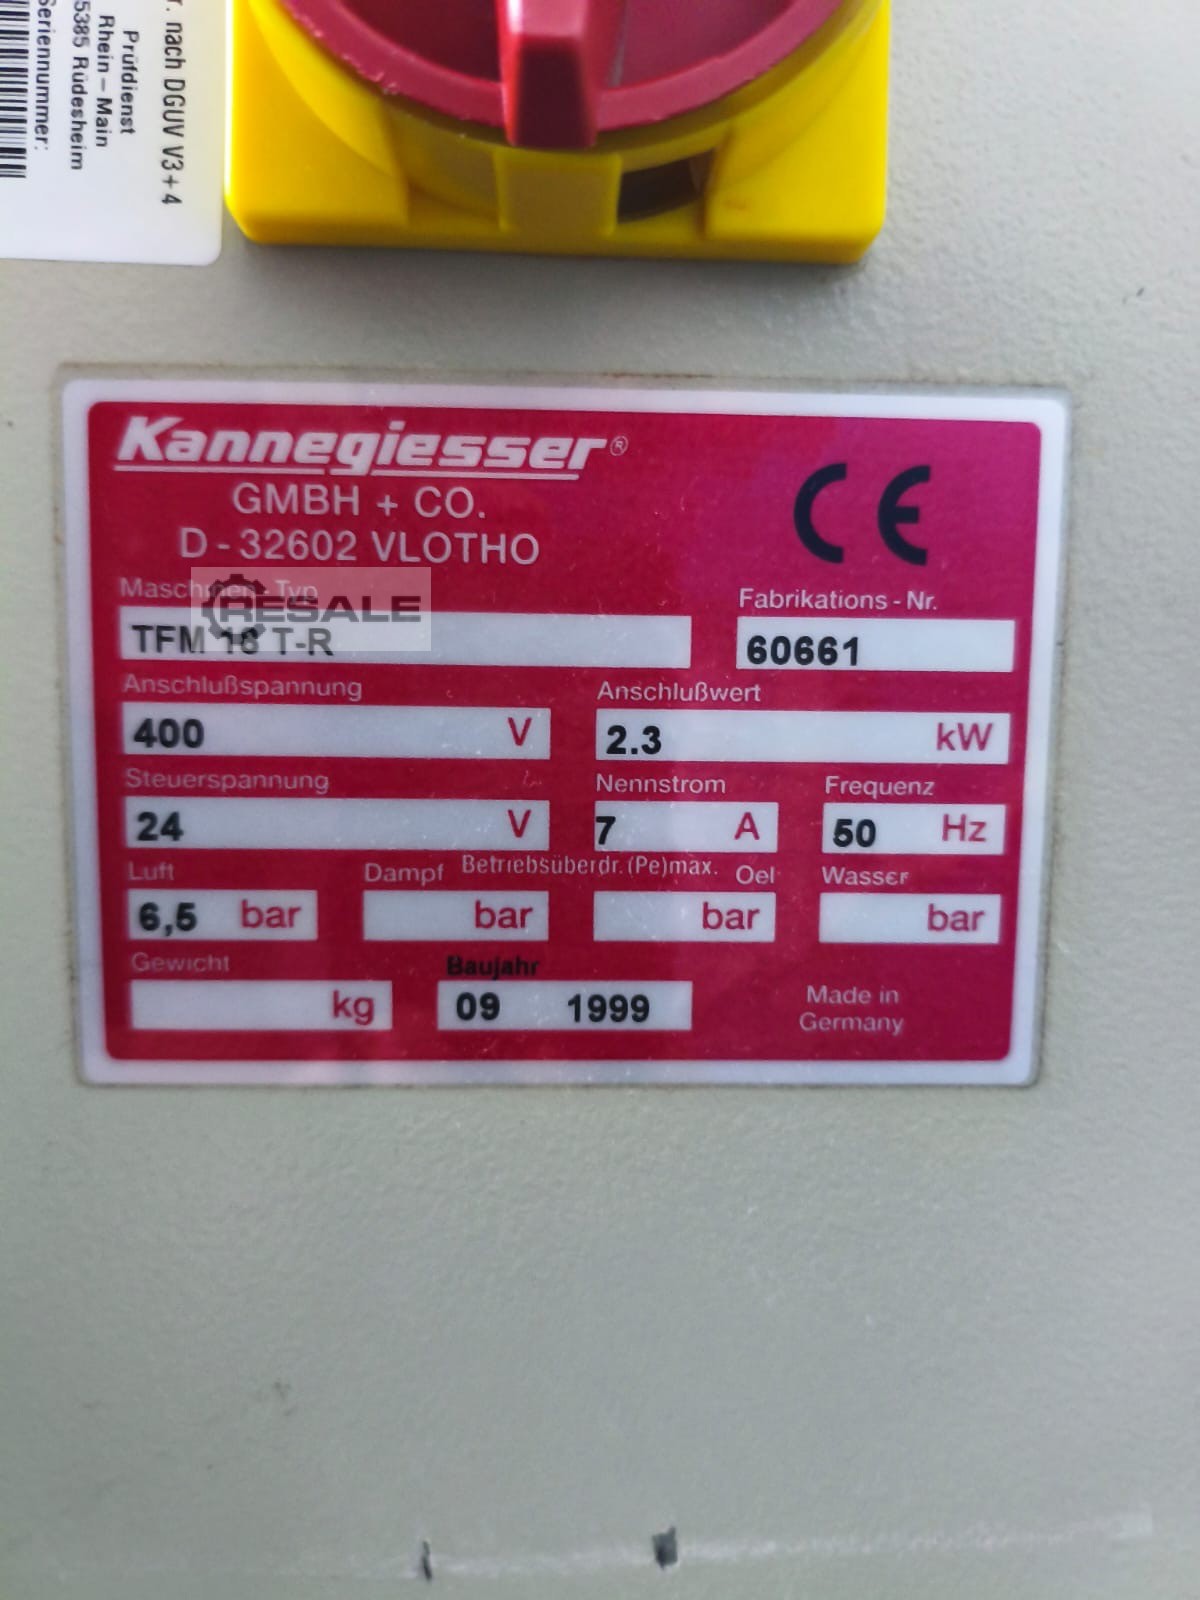 r. nach DGUV V3+4
Prüfdienst
Rhein – Main
5385 Rüdesheim
Seriennummer:
Kannegiesser®
GMBH + CO.
D - 32602 VLOTHO
CE
Maschinen - Typ
Fabrikations - Nr.
RESALE
TFM 18 T-R
60661
Anschlußspannung
Anschlußwert
400 V
2.3 kW
Steuerspannung
Nennstrom
Frequenz
24 V
7 A
50 Hz
Luft
Dampf
Betriebsüberdr. (Pe)max.
Oel
Wasser
6,5 bar
bar
bar
bar
Gewicht
Baujahr
kg
09 1999
Made in
Germany